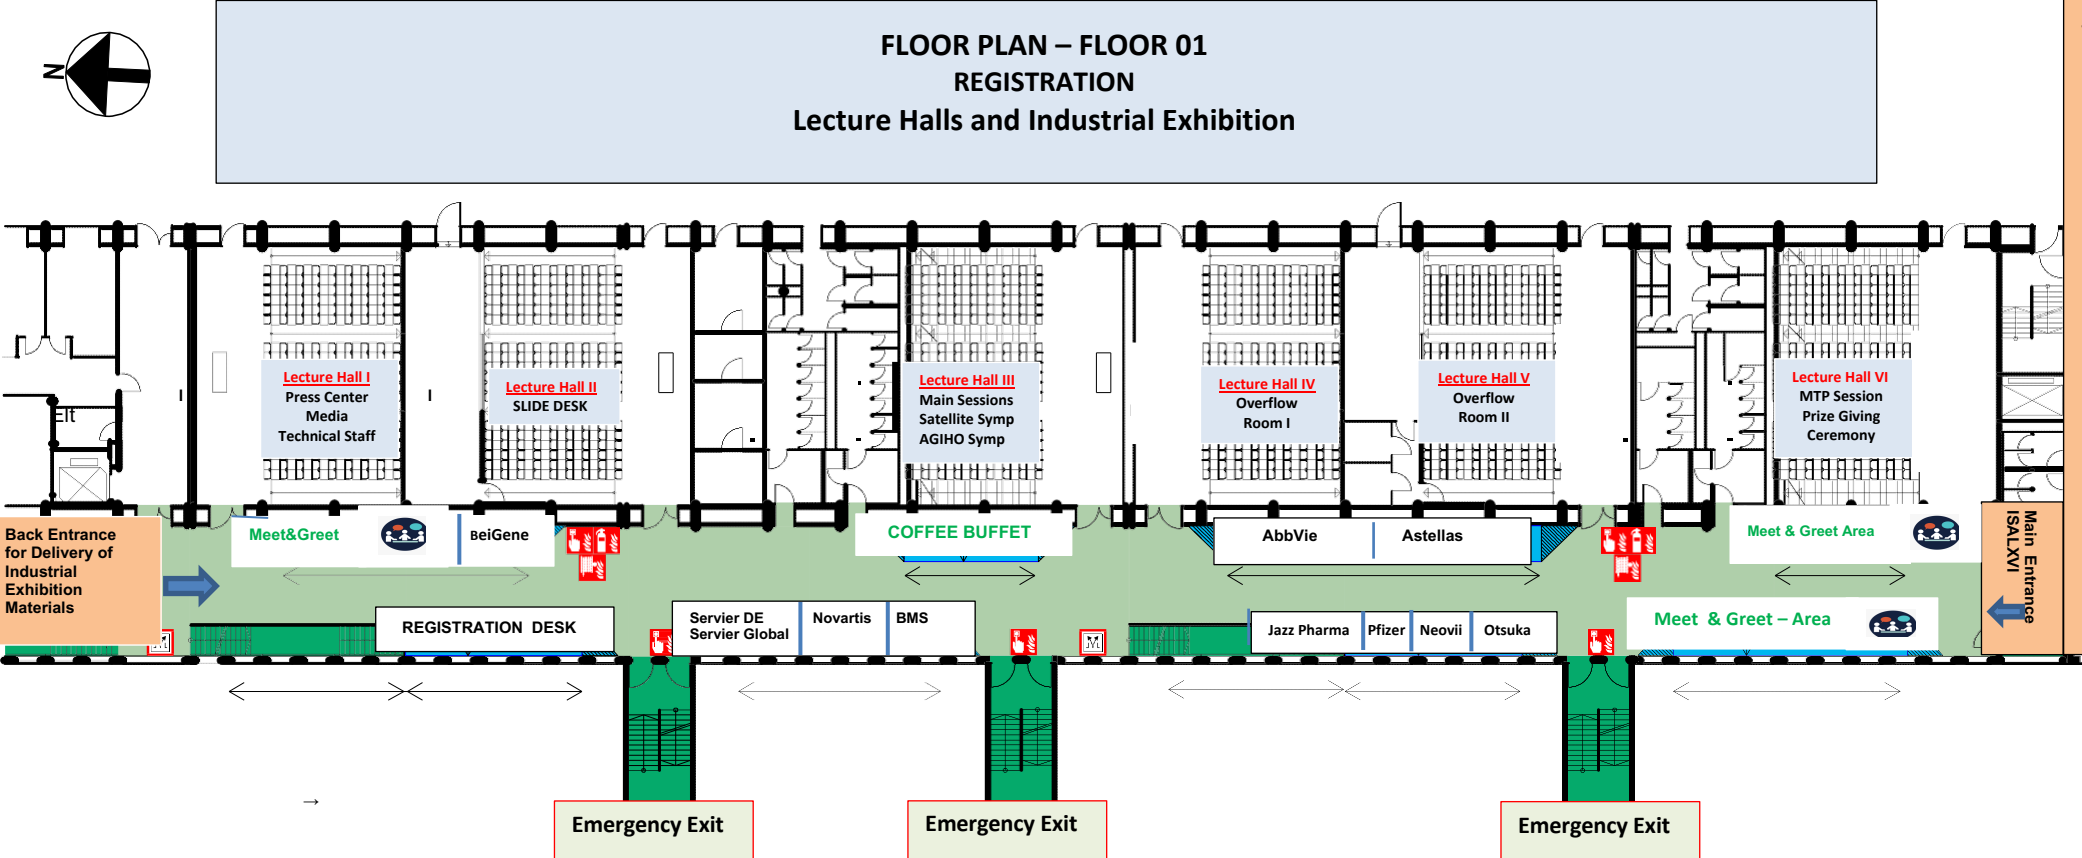 FLOOR PLAN – FLOOR 01
REGISTRATION
Lecture Halls and Industrial Exhibition
N
Elt
Lecture Hall I
Press Center
Media
Technical Staff
I
I
Lecture Hall II
SLIDE DESK
Lecture Hall III
Main Sessions
Satellite Symp
AGIHO Symp
Lecture Hall IV
Overflow
Room I
Lecture Hall V
Overflow
Room II
Lecture Hall VI
MTP Session
Prize Giving
Ceremony
Back Entrance
for Delivery of
Industrial
Exhibition
Materials
Meet&Greet
BeiGene
COFFEE BUFFET
AbbVie
Astellas
Meet & Greet Area
Main Entrance
ISALXVI
REGISTRATION DESK
Servier DE
Servier Global
Novartis
BMS
Jazz Pharma
Pfizer
Neovii
Otsuka
Meet & Greet – Area
Emergency Exit
Emergency Exit
Emergency Exit